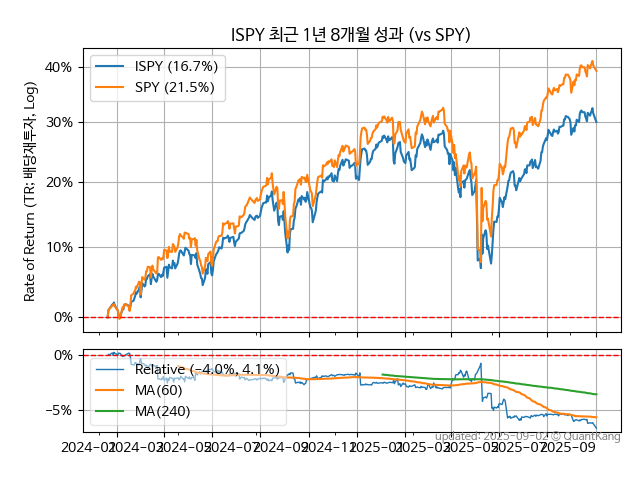 ISPY 최근 1년 8개월 성과 (vs SPY)
Rate of Return (TR: 배당재투자, Log)
40%
30%
20%
10%
0%
ISPY (16.7%)
SPY (21.5%)
0%
−5%
Relative (−4.0%, 4.1%)
MA(60)
MA(240)
2024-01 2024-03 2024-05 2024-07 2024-09 2024-11 2025-01 2025-03 2025-05 2025-07 2025-09
updated: 2025-09-02 © QuantKang